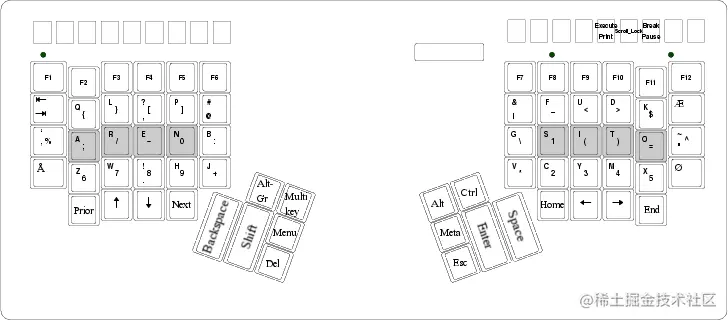 Execute Break
Print Scroll_Lock Pause
F1 F2 F3 F4 F5 F6
F7 F8 F9 F10 F11 F12
⇤ Q { L } ? , [ P ] # @
⇥
& | F _ U < D > K $ Æ
' , % A ; R / E - N 0 B :
G \ S 1 I ( T ) O = ~ " ^
Å Z 6 W 7 ! 8 . H 9 J +
V * C 2 Y 3 M 4 X 5 Ø
Prior ↑ ↓ Next
Home ← → End
Backspace Shift Alt-
Gr Multi
key
Menu
Del
Alt Ctrl
Meta Enter Space
Esc
@稀土掘金技术社区